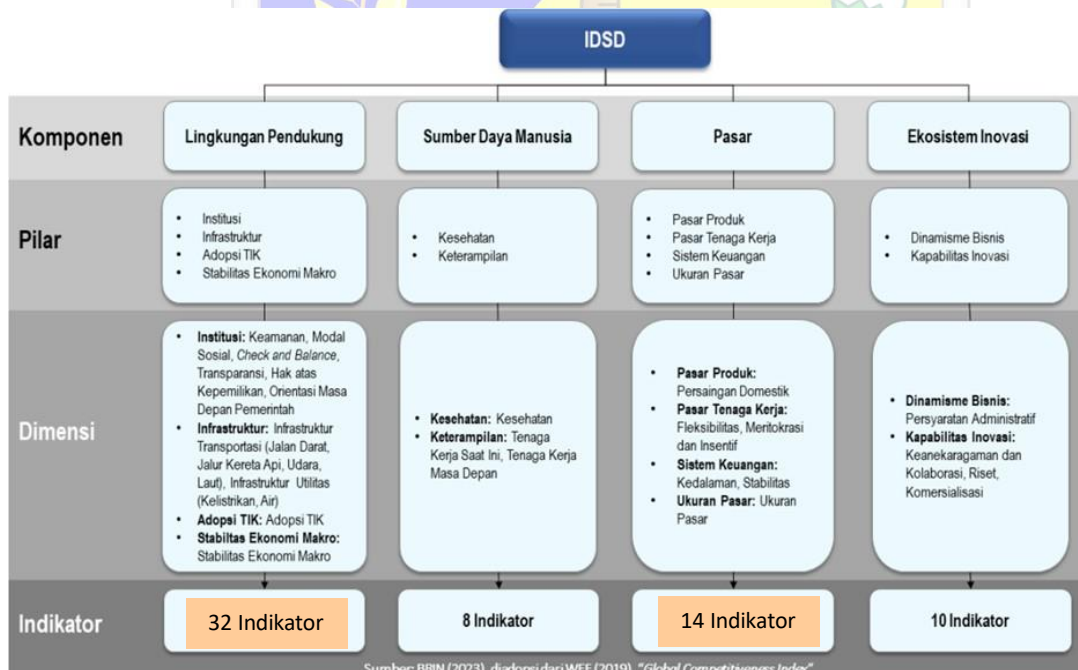 IDSD
Komponen
Lingkungan Pendukung
Sumber Daya Manusia
Pasar
Ekosistem Inovasi
Pilar
• Institusi
• Infrastruktur
• Adopsi TIK
• Stabilitas Ekonomi Makro
• Kesehatan
• Keterampilan
• Pasar Produk
• Pasar Tenaga Kerja
• Sistem Keuangan
• Ukuran Pasar
• Dinamisme Bisnis
• Kapabilitas Inovasi
Dimensi
• Institusi: Keamanan, Modal
Sosial, Check and Balance,
Transparansi, Hak atas
Kepemilikan, Orientasi Masa
Depan Pemerintah
• Infrastruktur: Infrastruktur
Transportasi (Jalan Darat,
Jalur Kereta Api, Udara,
Laut), Infrastruktur Utilitas
(Kelistrikan, Air)
• Adopsi TIK: Adopsi TIK
• Stabiltas Ekonomi Makro:
Stabilitas Ekonomi Makro
• Kesehatan: Kesehatan
• Keterampilan: Tenaga
Kerja Saat Ini, Tenaga Kerja
Masa Depan
• Pasar Produk:
Persaingan Domestik
• Pasar Tenaga Kerja:
Fleksibilitas, Meritokrasi
dan Insentif
• Sistem Keuangan:
Kedalaman, Stabilitas
• Ukuran Pasar: Ukuran
Pasar
• Dinamisme Bisnis:
Persyaratan Administratif
• Kapabilitas Inovasi:
Keanekaragaman dan
Kolaborasi, Riset,
Komersialisasi
Indikator
32 Indikator
8 Indikator
14 Indikator
10 Indikator
Sumber: BRIN (2023), diadopsi dari WEF (2019), "Global Competitiveness Index"